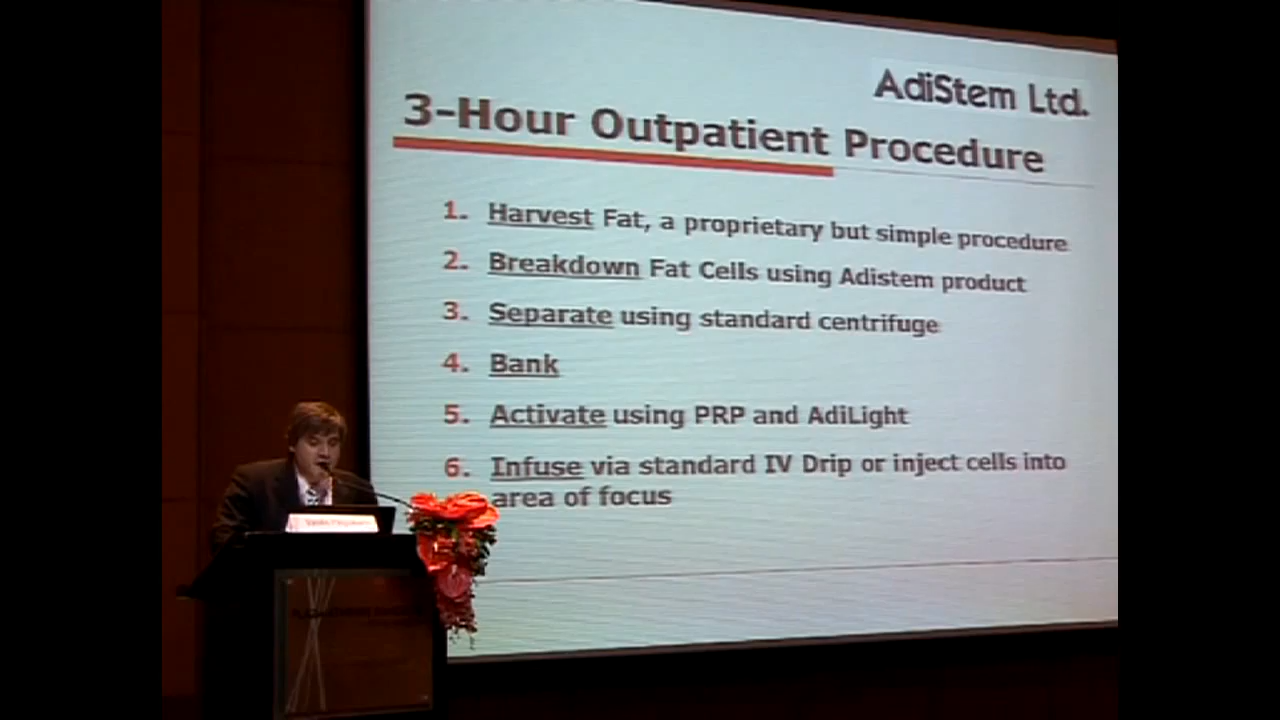 AdiStem Ltd.
3-Hour Outpatient Procedure
1. Harvest Fat, a proprietary but simple procedure
2. Breakdown Fat Cells using Adistem product
3. Separate using standard centrifuge
4. Bank
5. Activate using PRP and AdiLight
6. Infuse via standard IV Drip or inject cells into
area of focus